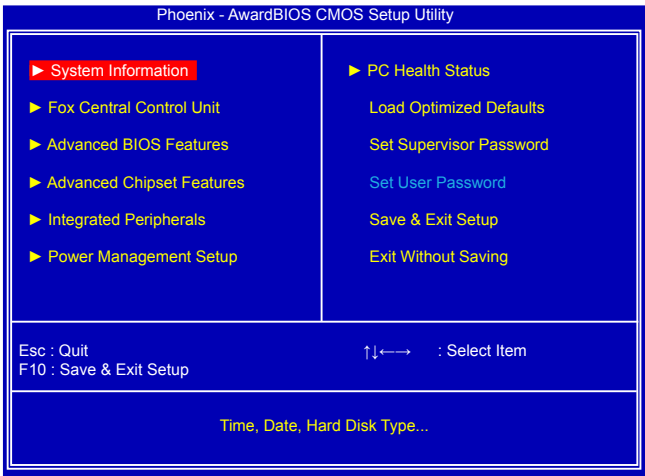 Phoenix - AwardBIOS CMOS Setup Utility
► System Information
► Fox Central Control Unit
► Advanced BIOS Features
► Advanced Chipset Features
► Integrated Peripherals
► Power Management Setup
► PC Health Status
Load Optimized Defaults
Set Supervisor Password
Set User Password
Save & Exit Setup
Exit Without Saving
Esc : Quit
F10 : Save & Exit Setup
↑↓←→ : Select Item
Time, Date, Hard Disk Type...